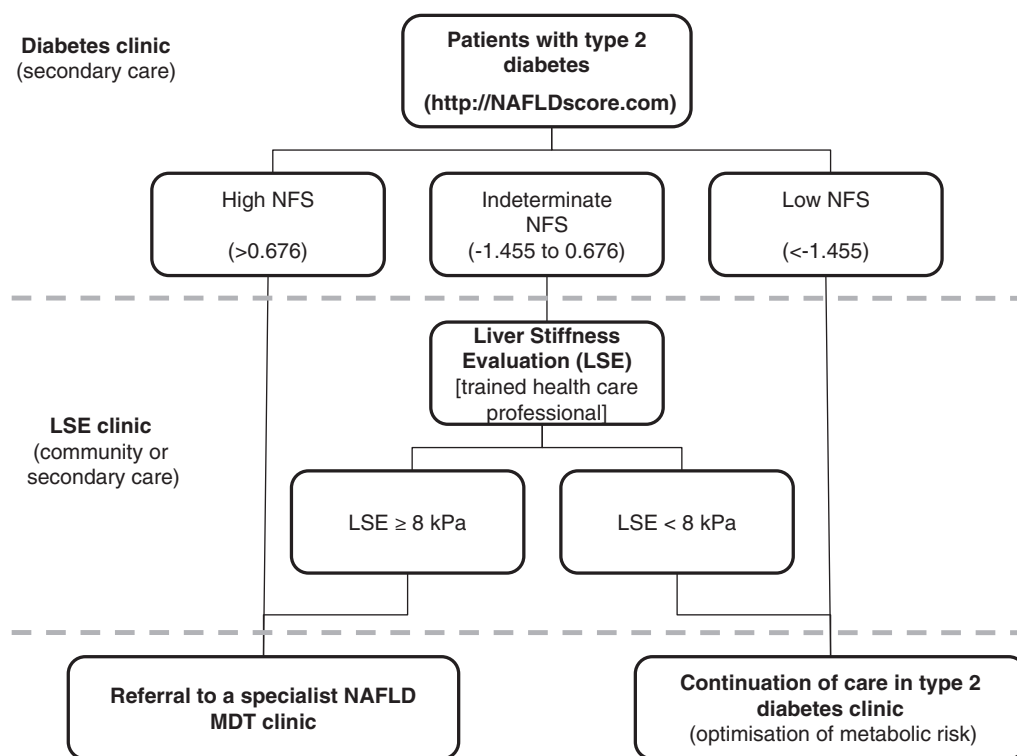 Diabetes clinic
(secondary care)
Patients with type 2
diabetes
(http://NAFLDscore.com)
High NFS
(>0.676)
Indeterminate
NFS
(-1.455 to 0.676)
Low NFS
(<-1.455)
Liver Stiffness
Evaluation (LSE)
[trained health care
professional]
LSE clinic
(community or
secondary care)
LSE ≥ 8 kPa
LSE < 8 kPa
Referral to a specialist NAFLD
MDT clinic
Continuation of care in type 2
diabetes clinic
(optimisation of metabolic risk)